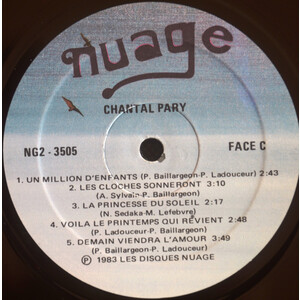 nuage
CHANTAL PARY
NG2 - 3505
FACE C
1. UN MILLION D'ENFANTS (P. Baillargeon-P. Ladouceur) 2:43
2. LES CLOCHES SONNERONT 3:10
(A. Sylvain-P. Baillargeon)
3. LA PRINCESSE DU SOLEIL 2:17
(N. Sedaka-M. Lefebvre)
4. VOILA LE PRINTEMPS QUI REVIENT 2:48
(P. Ladouceur-P. Baillargeon)
5. DEMAIN VIENDRA L'AMOUR 3:49
(P. Baillargeon-P. Ladouceur)
Ⓟ © 1983 LES DISQUES NUAGE